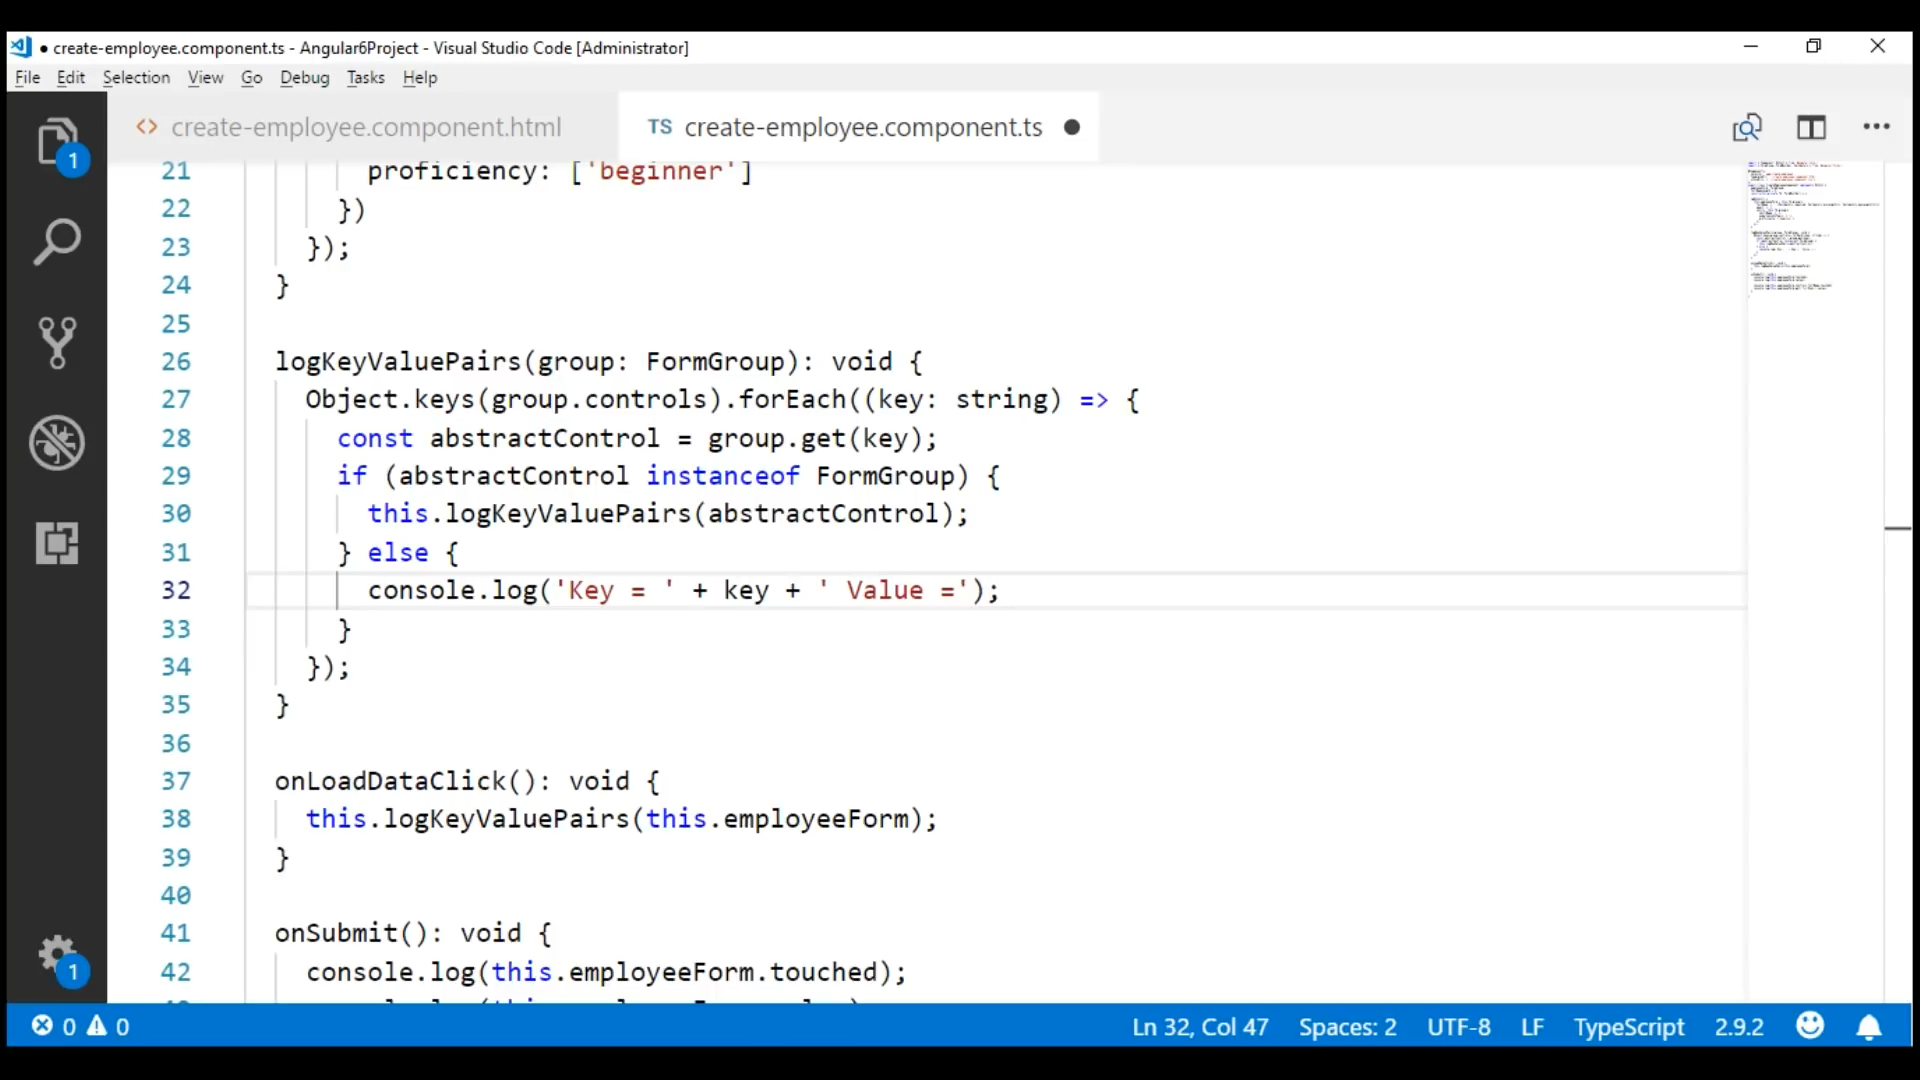 ● create-employee.component.ts - Angular6Project - Visual Studio Code [Administrator]
File Edit Selection View Go Debug Tasks Help
<> create-employee.component.html TS create-employee.component.ts
21 proficiency: ['beginner']
22 })
23 });
24 }
25
26 logKeyValuePairs(group: FormGroup): void {
27 Object.keys(group.controls).forEach((key: string) => {
28 const abstractControl = group.get(key);
29 if (abstractControl instanceof FormGroup) {
30 this.logKeyValuePairs(abstractControl);
31 } else {
32 console.log('Key = ' + key + ' Value =');
33 }
34 });
35 }
36
37 onLoadDataClick(): void {
38 this.logKeyValuePairs(this.employeeForm);
39 }
40
41 onSubmit(): void {
42 console.log(this.employeeForm.touched);
1
1
0 0 Ln 32, Col 47 Spaces: 2 UTF-8 LF TypeScript 2.9.2